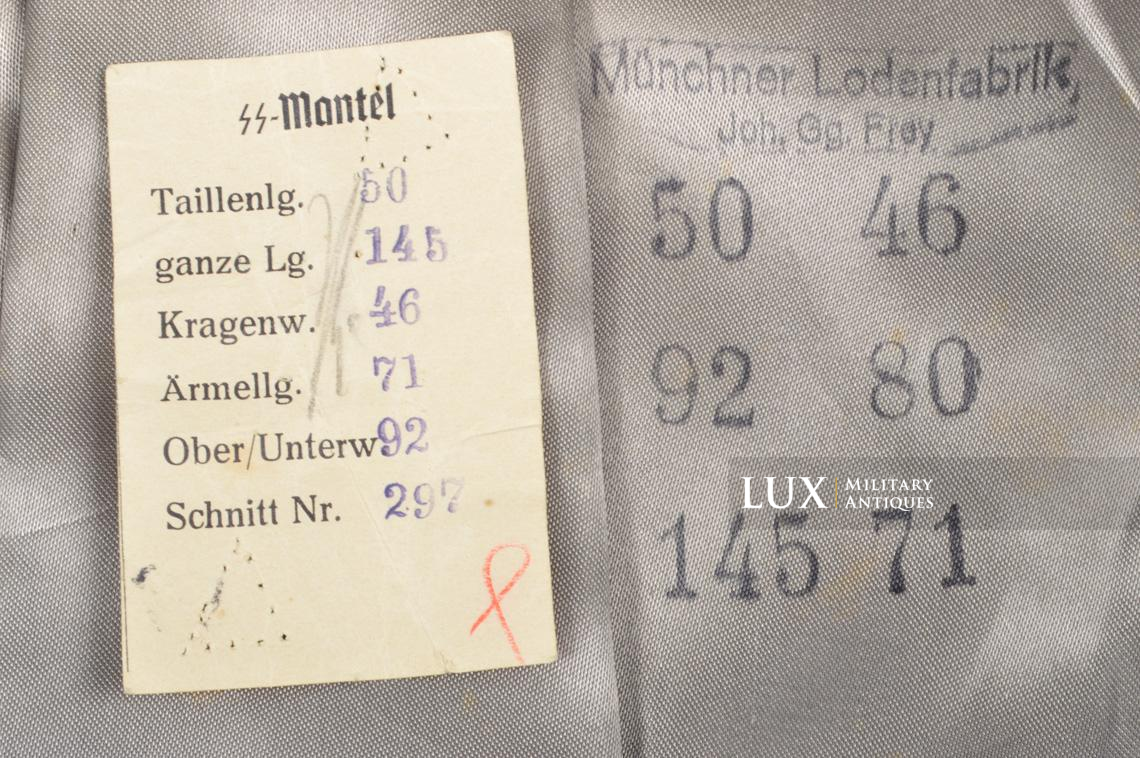 SS-Mantel
Taillenlg. 50
ganze Lg. 145
Kragenw. 46
Ärmellg. 71
Ober/Unterw 92
Schnitt Nr. 297
Münchner Lodenfabrik,
Joh. Gg. Frey
50 46
92 80
145 71
LUX MILITARY
ANTIQUES